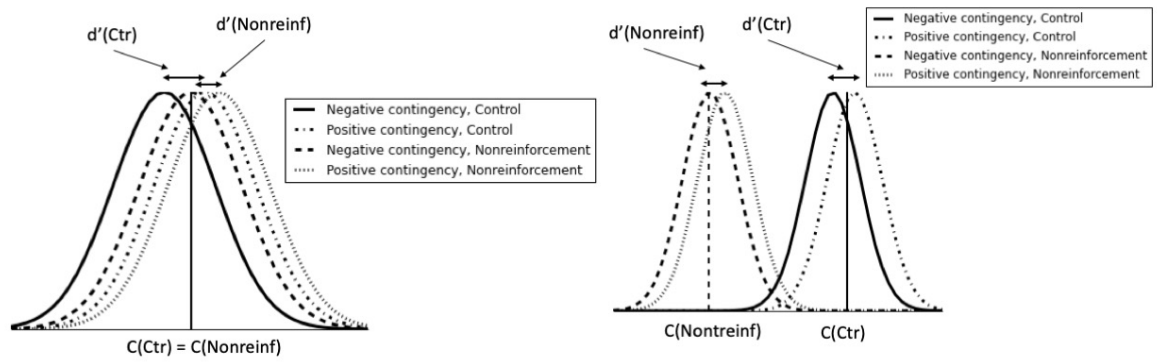 d’(Ctr)
d’(Nonreinf)
Negative contingency, Control
Positive contingency, Control
Negative contingency, Nonreinforcement
Positive contingency, Nonreinforcement
C(Ctr) = C(Nonreinf)
d’(Nonreinf)
d’(Ctr)
Negative contingency, Control
Positive contingency, Control
Negative contingency, Nonreinforcement
Positive contingency, Nonreinforcement
C(Nontreinf)
C(Ctr)